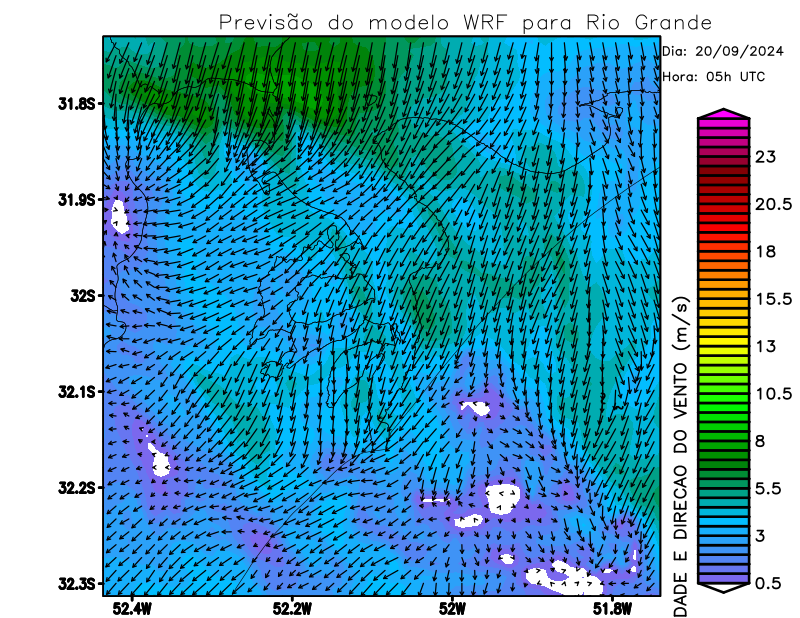 Previsão do modelo WRF para Rio Grande
Dia: 20/09/2024
Hora: 05h UTC
31.8S
31.9S
32S
32.1S
32.2S
32.3S
52.4W
52.2W
52W
51.8W
23
20.5
18
15.5
13
10.5
8
5.5
3
0.5
DADE E DIRECAO DO VENTO (m/s)